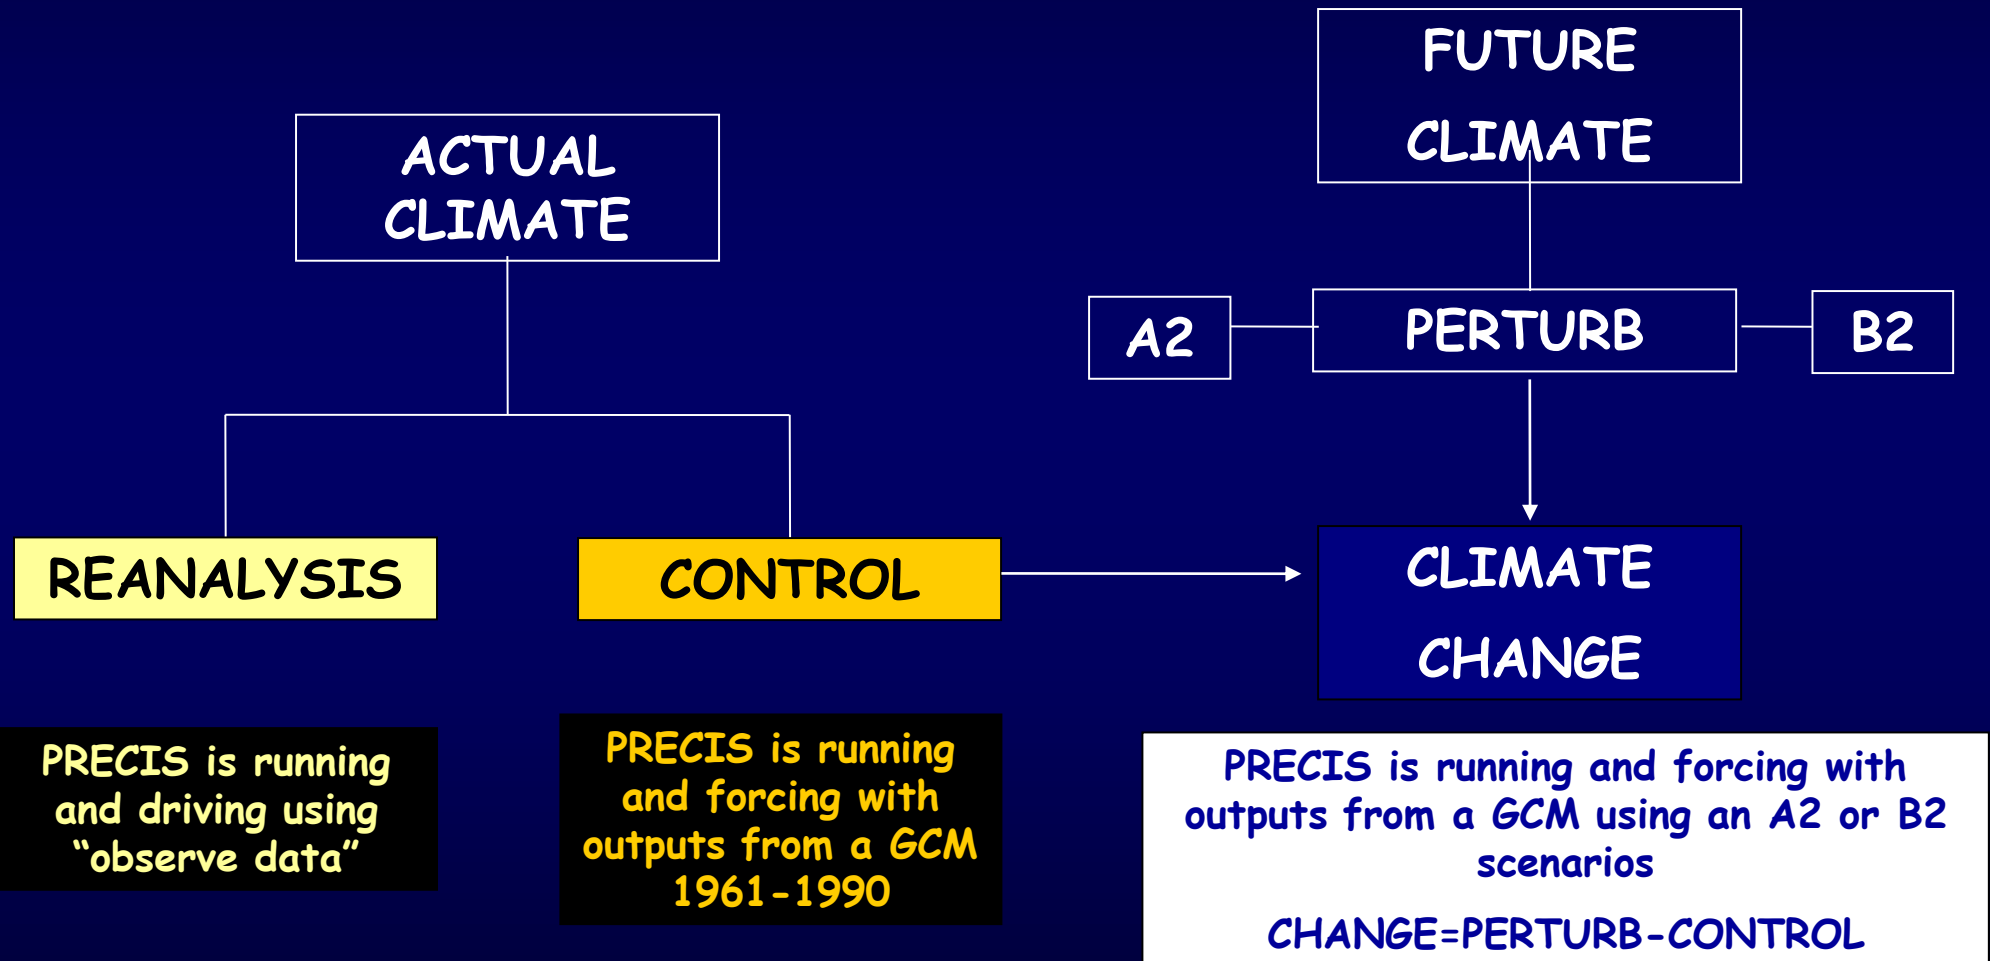 FUTURE
CLIMATE
ACTUAL
CLIMATE
A2
PERTURB
B2
REANALYSIS
CONTROL
CLIMATE
CHANGE
PRECIS is running
and driving using
“observe data”
PRECIS is running
and forcing with
outputs from a GCM
1961-1990
PRECIS is running and forcing with
outputs from a GCM using an A2 or B2
scenarios
CHANGE=PERTURB-CONTROL